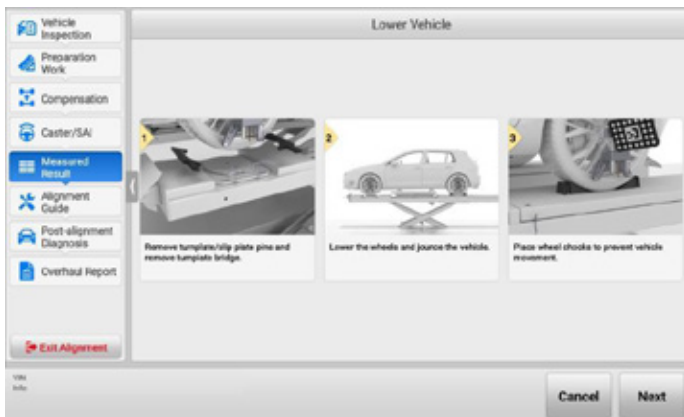 Vehicle
Inspection
Preparation
Work
Compensation
Caster/SAI
Measured
Result
Alignment
Guide
Post-alignment
Diagnosis
Overhaul Report
Exit Alignment
Lower Vehicle
1
Remove turnplate/slip plate pins and
remove turnplate bridge.
2
Lower the wheels and jounce the vehicle.
3
Place wheel chocks to prevent vehicle
movement.
VIN
Info
Cancel
Next